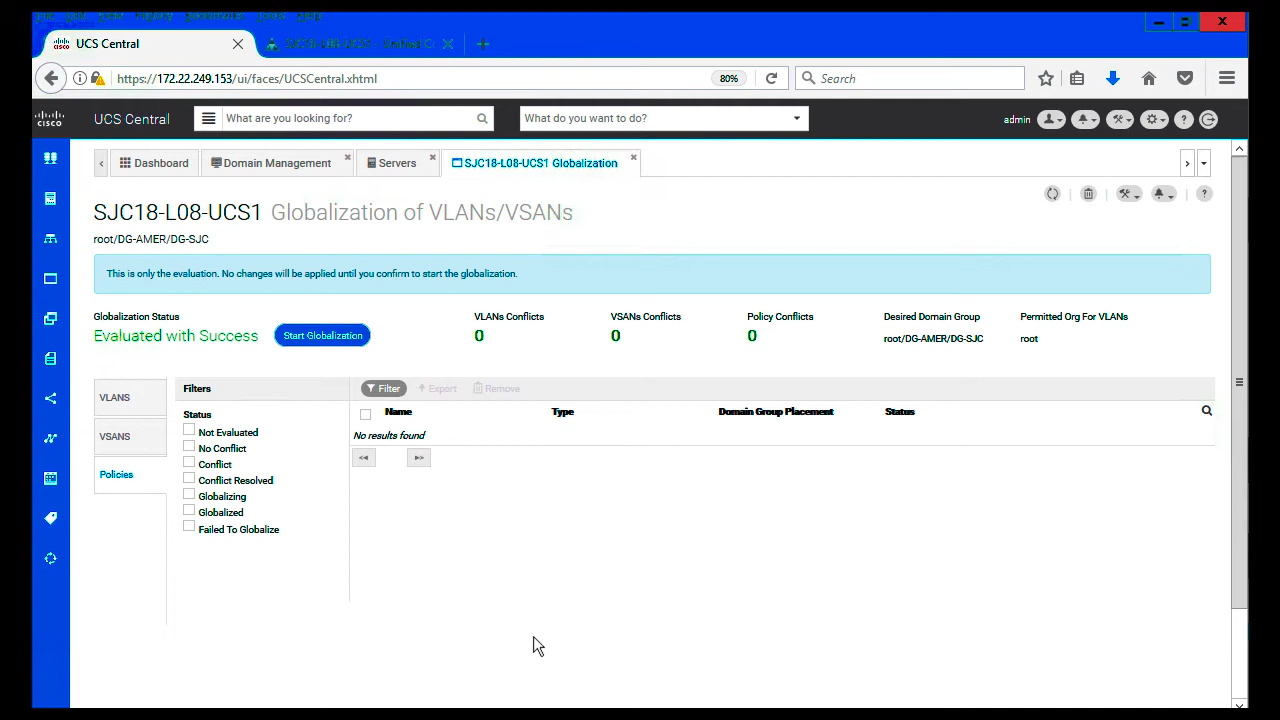 UCS Central
SJC18-L08-UCS1 - Unified C
https://172.22.249.153/ui/faces/UCSCentral.xhtml
80%
Search
cisco
UCS Central
What are you looking for?
What do you want to do?
admin
Dashboard
Domain Management
Servers
SJC18-L08-UCS1 Globalization
SJC18-L08-UCS1 Globalization of VLANs/VSANs
root/DG-AMER/DG-SJC
This is only the evaluation. No changes will be applied until you confirm to start the globalization.
Globalization Status
Evaluated with Success
Start Globalization
VLANs Conflicts
0
VSANs Conflicts
0
Policy Conflicts
0
Desired Domain Group
root/DG-AMER/DG-SJC
Permitted Org For VLANs
root
VLANS
VSANS
Policies
Filters
Status
Not Evaluated
No Conflict
Conflict
Conflict Resolved
Globalizing
Globalized
Failed To Globalize
Filter
Export
Remove
Name Type Domain Group Placement Status
No results found